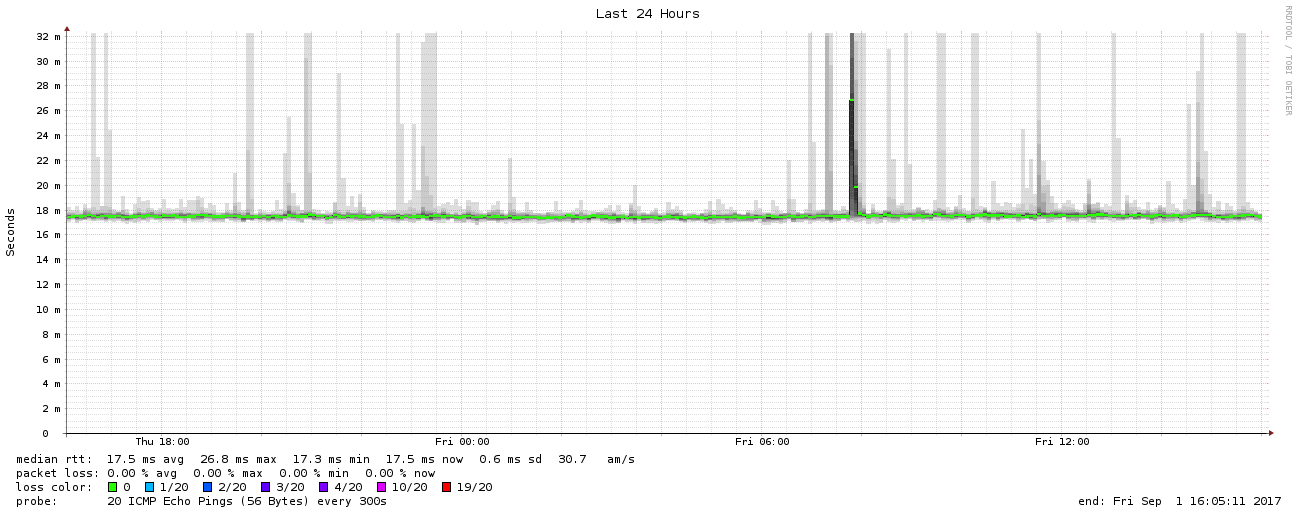 Last 24 Hours
RRDTOOL / TOBI OETIKER
Seconds
32 m
30 m
28 m
26 m
24 m
22 m
20 m
18 m
16 m
14 m
12 m
10 m
8 m
6 m
4 m
2 m
0
Thu 18:00 Fri 00:00 Fri 06:00 Fri 12:00
median rtt: 17.5 ms avg 26.8 ms max 17.3 ms min 17.5 ms now 0.6 ms sd 30.7 am/s
packet loss: 0.00 % avg 0.00 % max 0.00 % min 0.00 % now
loss color: 0 1/20 2/20 3/20 4/20 10/20 19/20
probe: 20 ICMP Echo Pings (56 Bytes) every 300s end: Fri Sep 1 16:05:11 2017